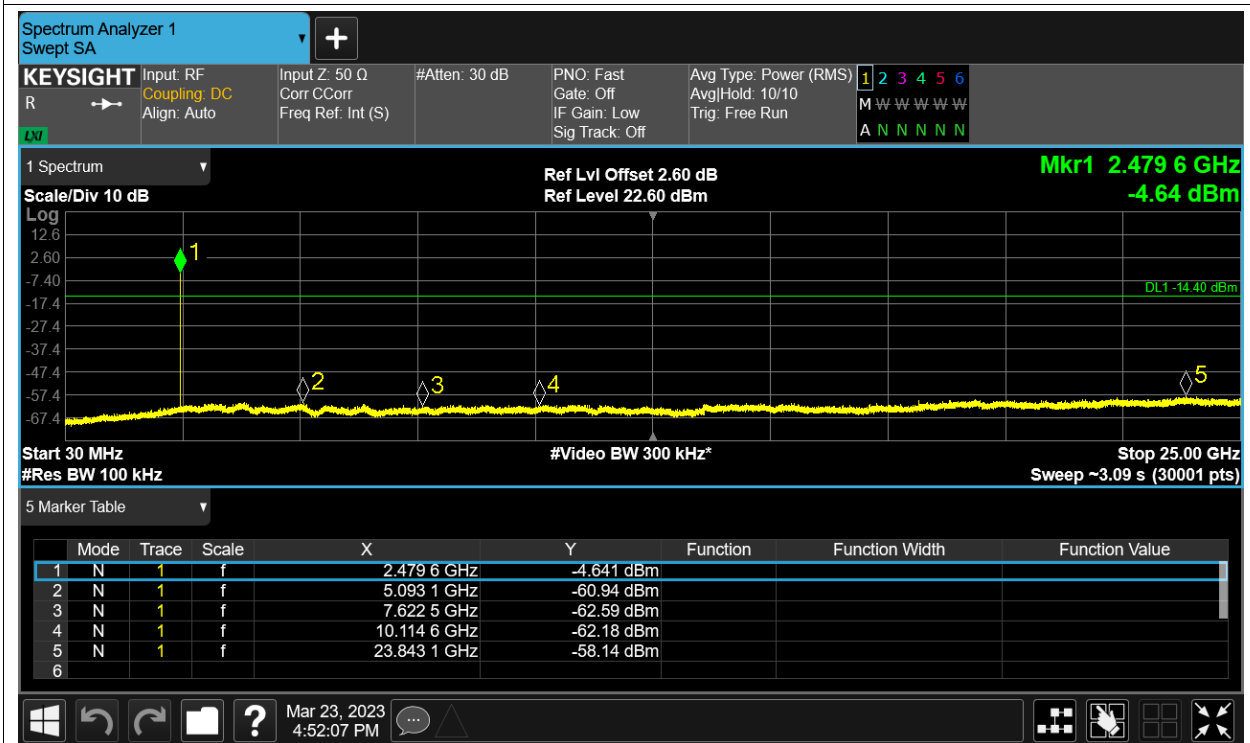 Spectrum Analyzer 1
Swept SA
KEYSIGHT
R
LXI
Input: RF
Coupling: DC
Align: Auto
Input Z: 50 Ω
Corr CCorr
Freq Ref: Int (S)
#Atten: 30 dB
PNO: Fast
Gate: Off
IF Gain: Low
Sig Track: Off
Avg Type: Power (RMS)
Avg|Hold: 10/10
Trig: Free Run
1 2 3 4 5 6
M W W W W W
A N N N N N
1 Spectrum
Scale/Div 10 dB
Ref Lvl Offset 2.60 dB
Ref Level 22.60 dBm
Mkr1 2.479 6 GHz
-4.64 dBm
Log
12.6
2.60
-7.40
-17.4
-27.4
-37.4
-47.4
-57.4
-67.4
1
2
3
4
5
DL1 -14.40 dBm
Start 30 MHz
#Video BW 300 kHz*
Stop 25.00 GHz
#Res BW 100 kHz
Sweep ~3.09 s (30001 pts)
5 Marker Table
Mode Trace Scale X Y Function Function Width Function Value
1 N 1 f 2.479 6 GHz -4.641 dBm
2 N 1 f 5.093 1 GHz -60.94 dBm
3 N 1 f 7.622 5 GHz -62.59 dBm
4 N 1 f 10.114 6 GHz -62.18 dBm
5 N 1 f 23.843 1 GHz -58.14 dBm
6
?
Mar 23, 2023
4:52:07 PM